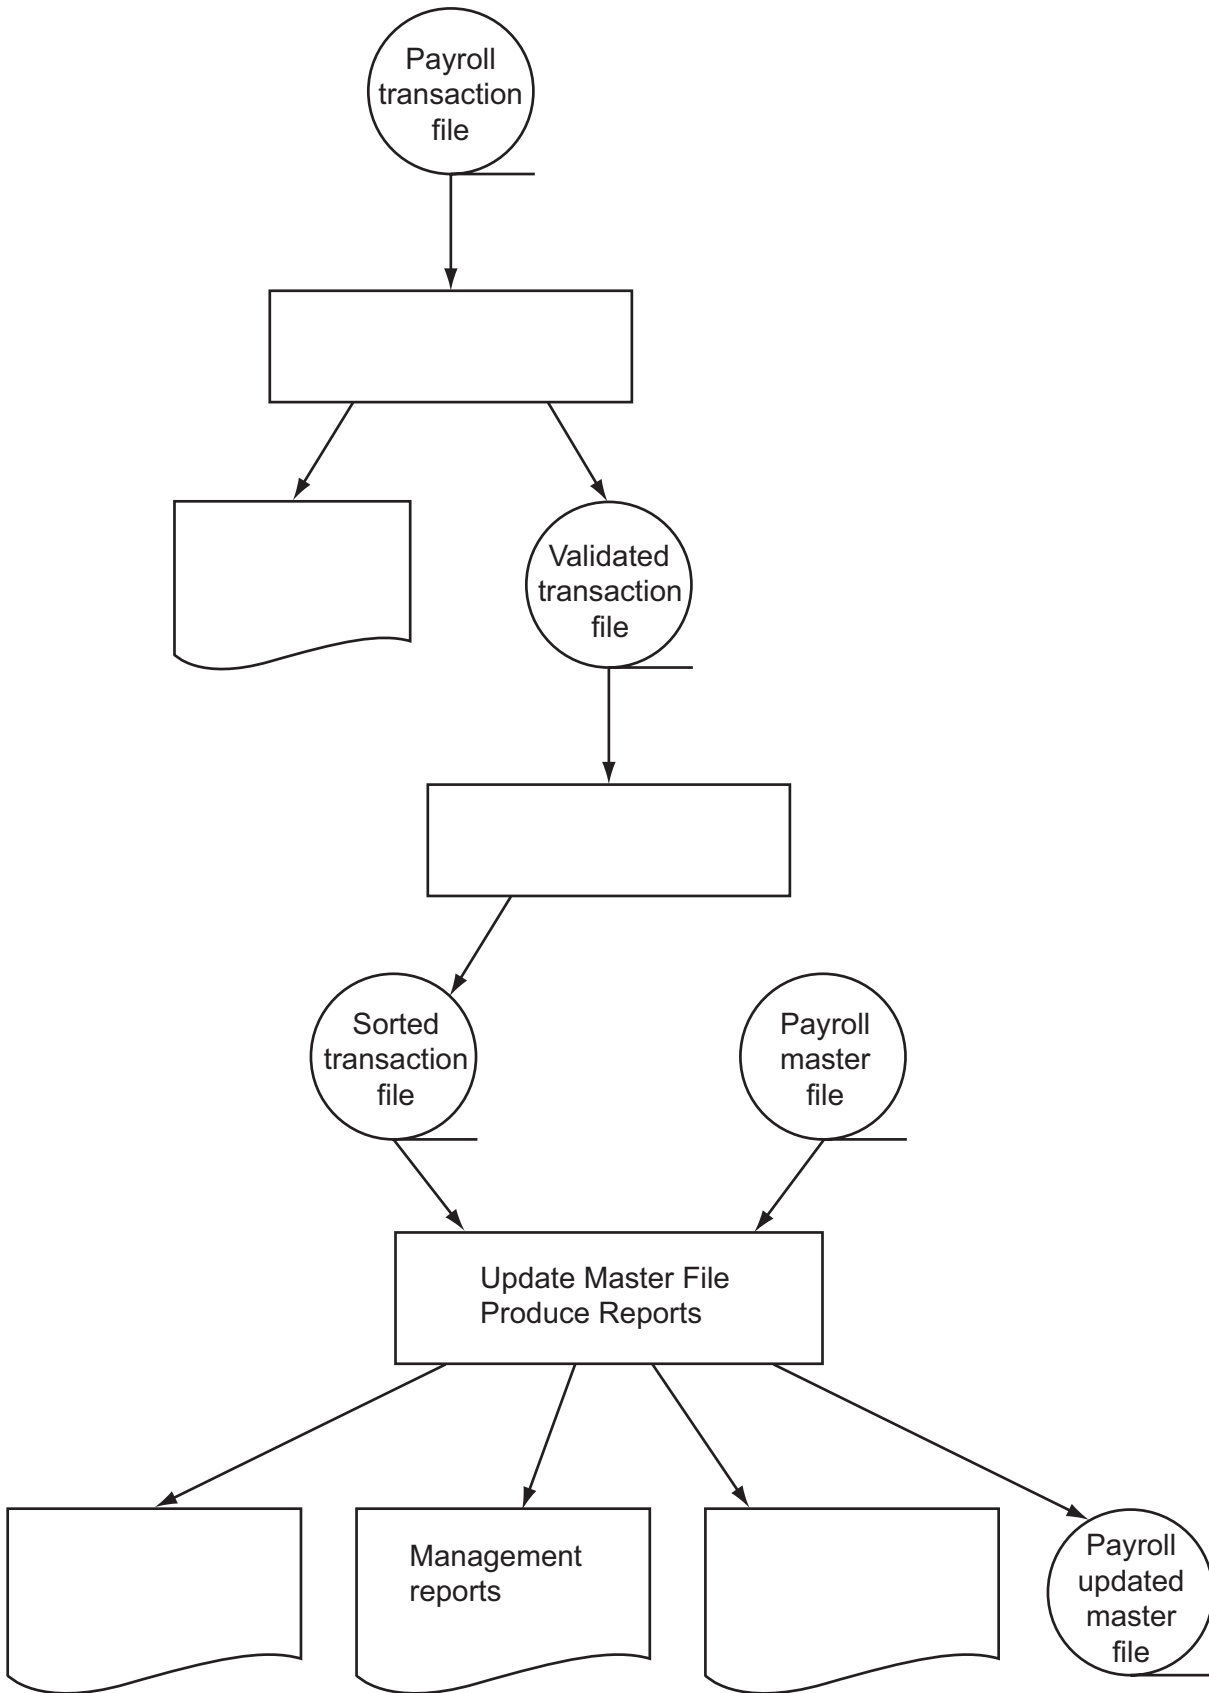 Payroll
transaction
file
Validated
transaction
file
Sorted
transaction
file
Payroll
master
file
Update Master File
Produce Reports
Management
reports
Payroll
updated
master
file